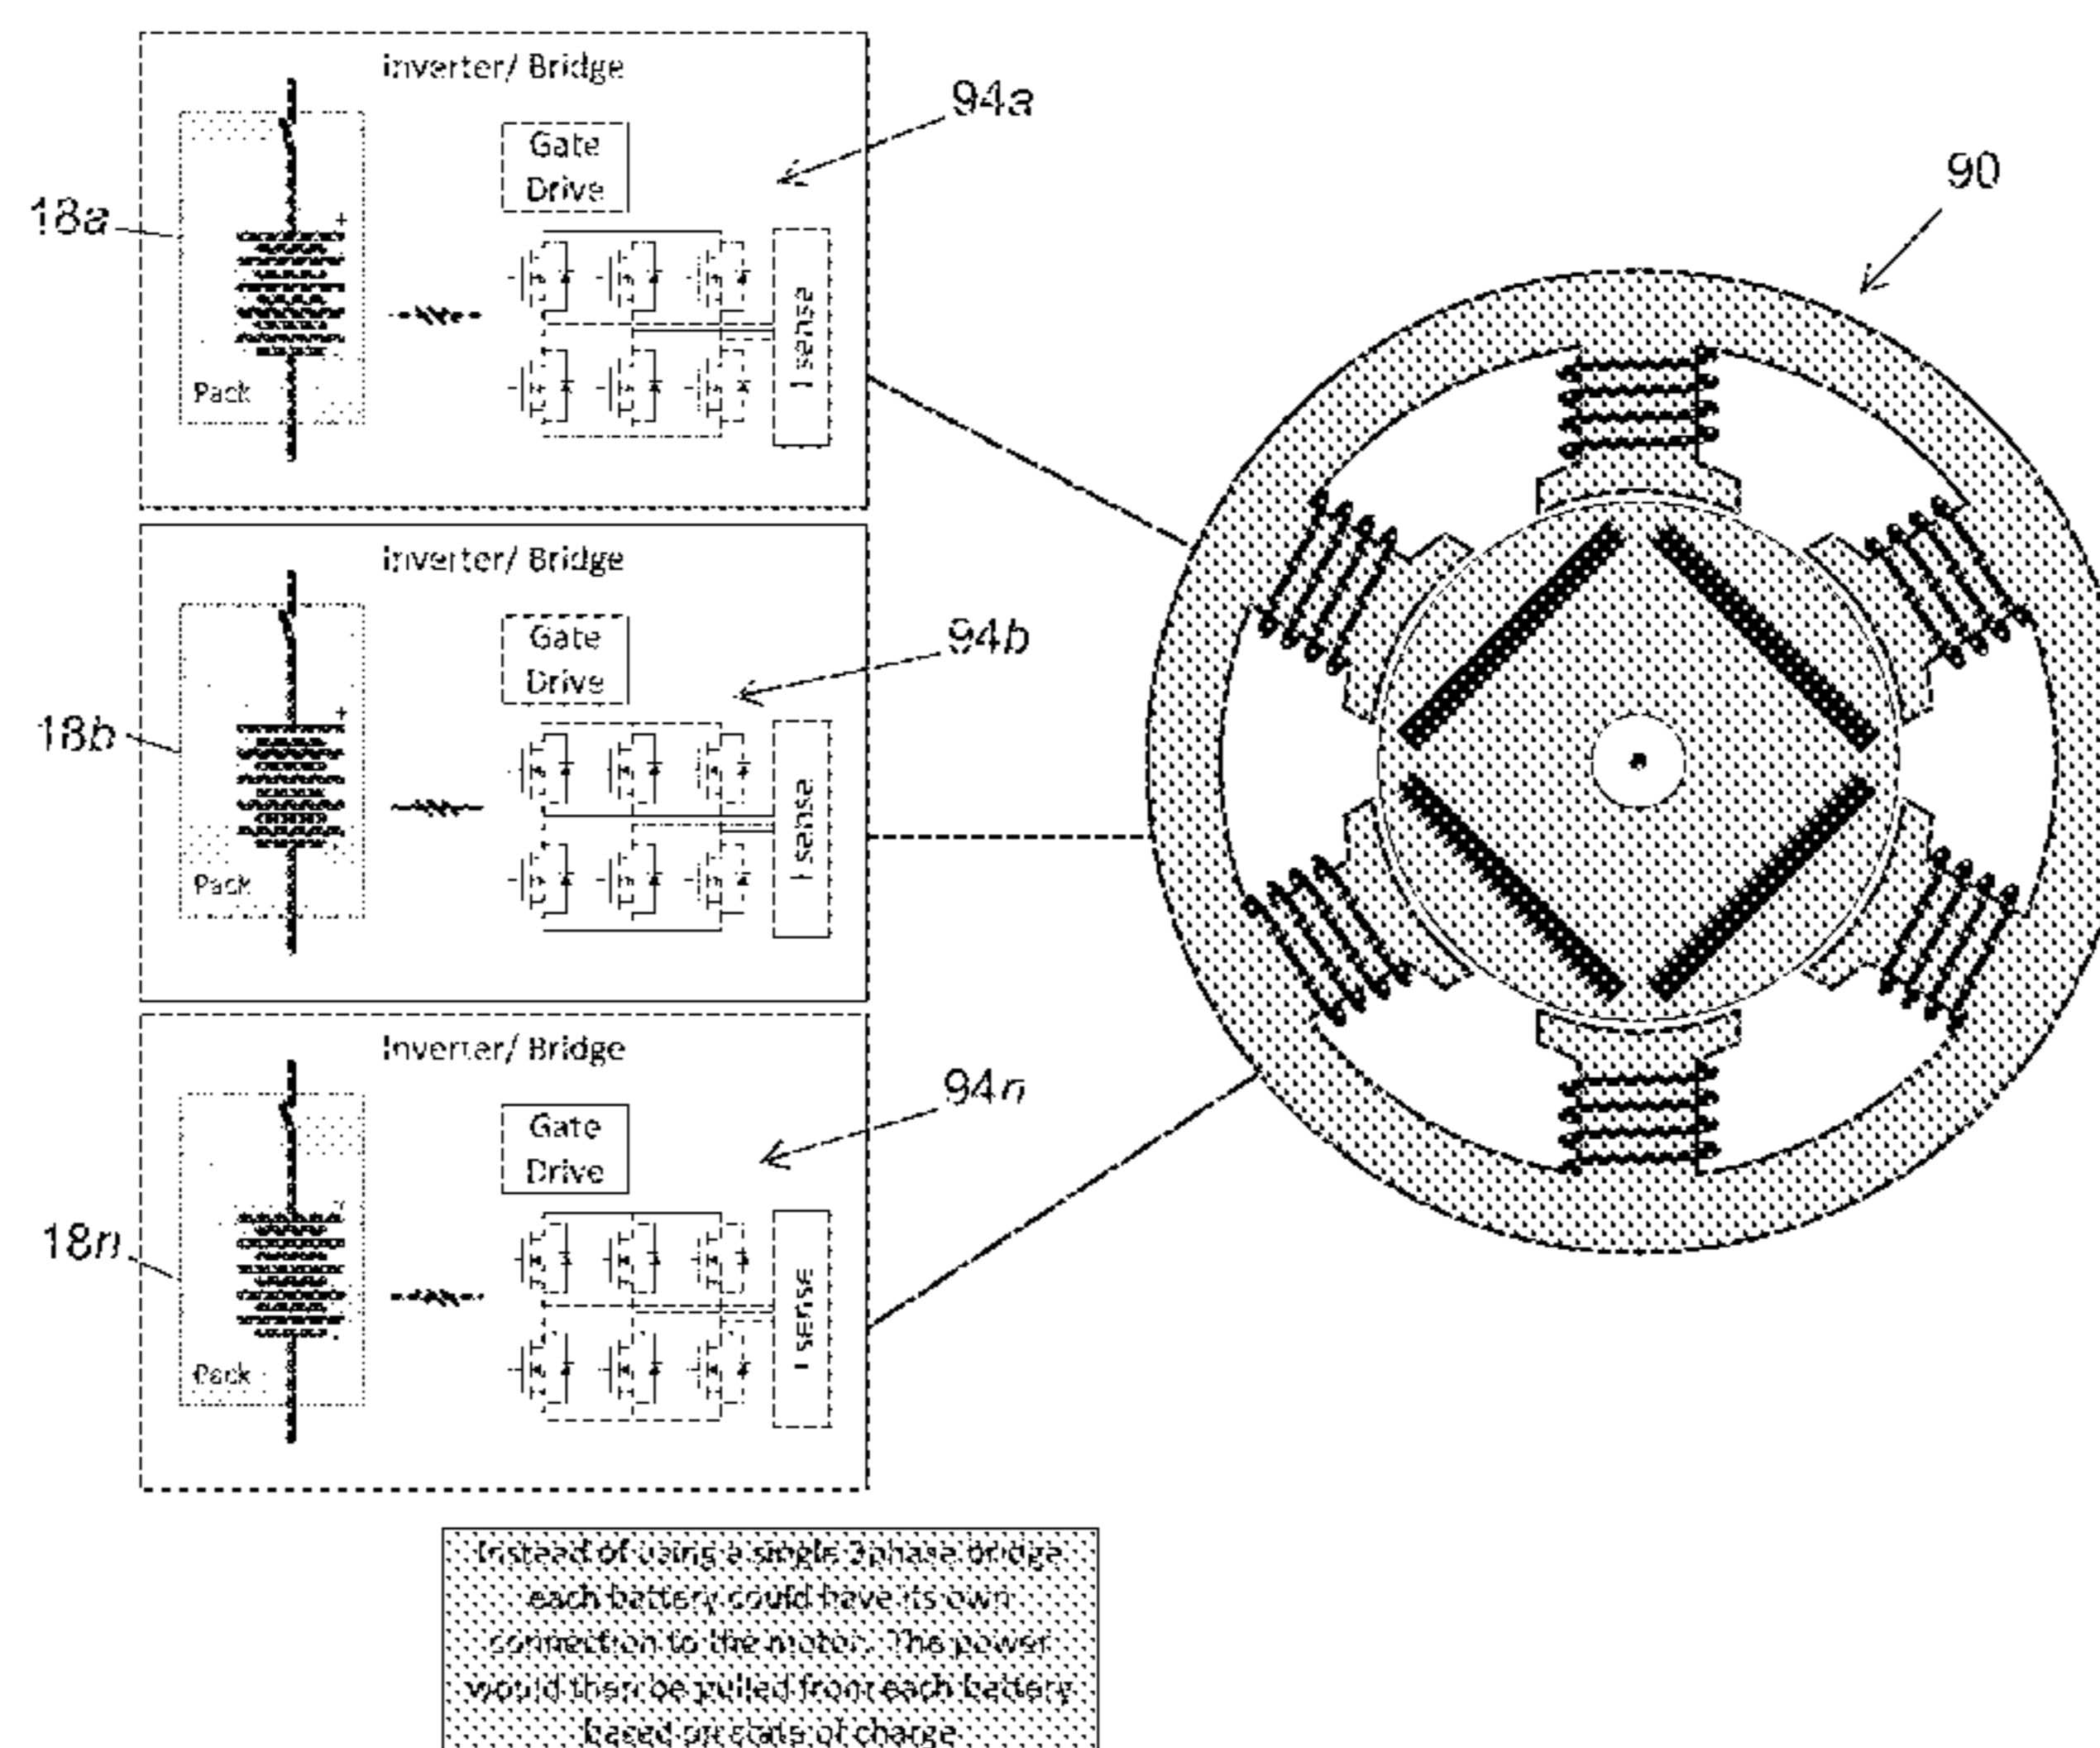 Inverter/ Bridge
94a
Gate
Drive
18a
+
I sense
Pack
90
Inverter/ Bridge
Gate
Drive
94b
18b
+
I sense
Pack
Inverter/ Bridge
94n
Gate
Drive
18n
I sense
Pack
Instead of using a single 3phase bridge
each battery could have its own
connection to the motor. The power
would then be pulled from each battery
based on state of charge